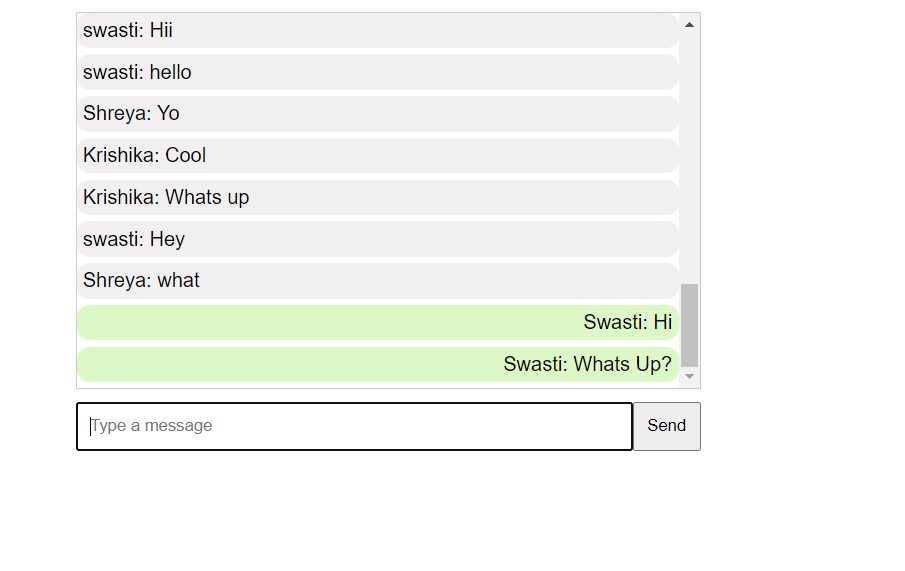 swasti: Hii
swasti: hello
Shreya: Yo
Krishika: Cool
Krishika: Whats up
swasti: Hey
Shreya: what
Swasti: Hi
Swasti: Whats Up?
Type a message
Send